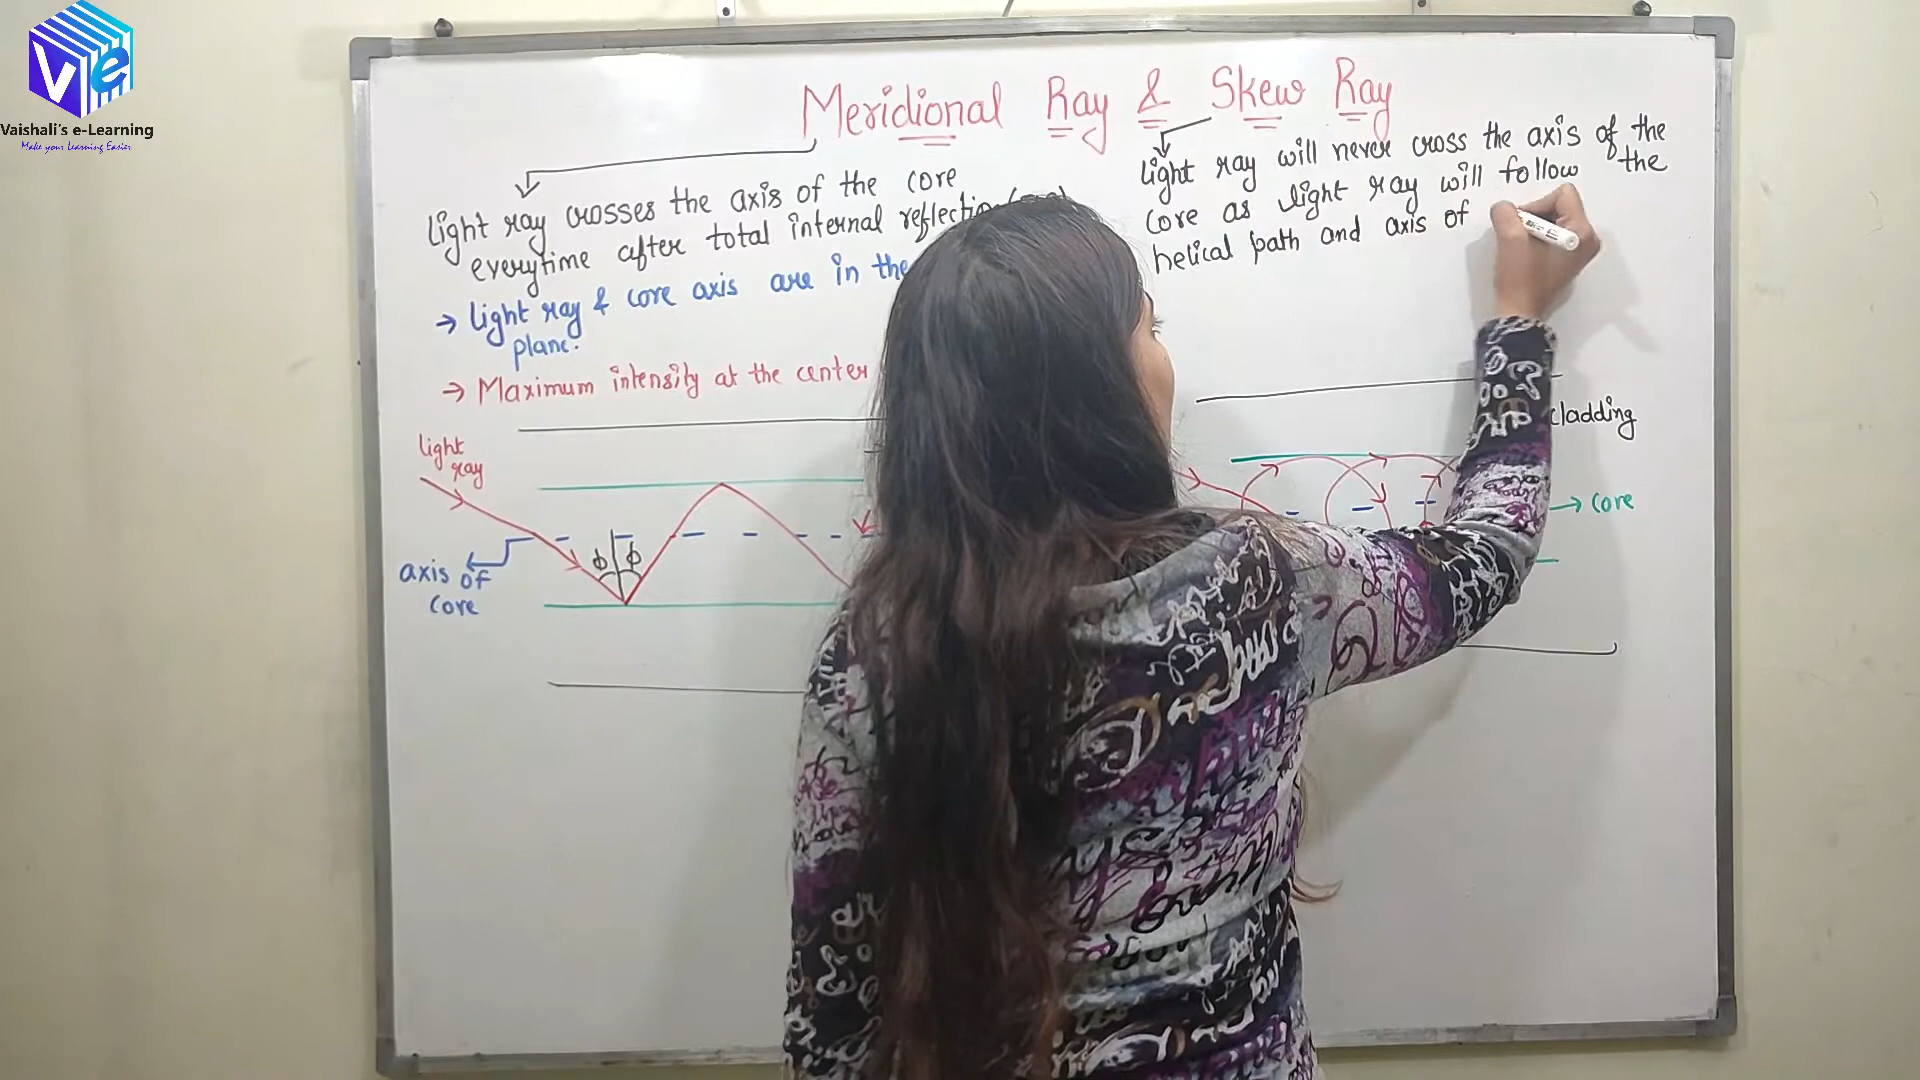 Ve
Vaishali's e-Learning
Make your Learning Easier
Meridional Ray & Skew Ray
Light ray crosses the axis of the core
everytime after total internal reflection
→ Light ray & core axis are in the
plane.
→ Maximum intensity at the center
Light ray will never cross the axis of the
core as light ray will follow the
helical path and axis of
light
ray
axis of
core
ϕ ϕ
cladding
→ core